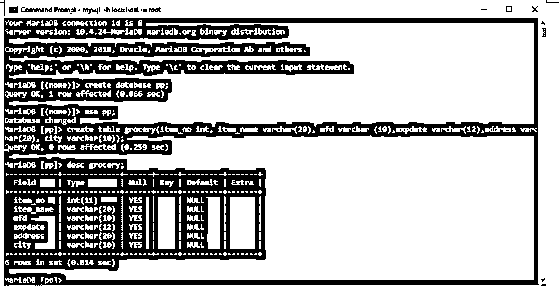 Command Prompt - mysql -h localhost -u root
Your MariaDB connection id is 8
Server version: 10.4.24-MariaDB mariadb.org binary distribution
Copyright (c) 2000, 2018, Oracle, MariaDB Corporation Ab and others.
Type 'help;' or '\h' for help. Type '\c' to clear the current input statement.
MariaDB [(none)]> create database pp;
Query OK, 1 row affected (0.066 sec)
MariaDB [(none)]> use pp;
Database changed
MariaDB [pp]> create table grocery(item_no int, item_name varchar(20), mfd varchar (10),expdate varchar(12),address varc
har(20), city varchar(10));
Query OK, 0 rows affected (0.259 sec)
MariaDB [pp]> desc grocery;
+-----------+-------------+------+-----+---------+-------+
| Field | Type | Null | Key | Default | Extra |
+-----------+-------------+------+-----+---------+-------+
| item_no | int(11) | YES | | NULL | |
| item_name | varchar(20) | YES | | NULL | |
| mfd | varchar(10) | YES | | NULL | |
| expdate | varchar(12) | YES | | NULL | |
| address | varchar(20) | YES | | NULL | |
| city | varchar(10) | YES | | NULL | |
+-----------+-------------+------+-----+---------+-------+
6 rows in set (0.014 sec)
MariaDB [pp]>